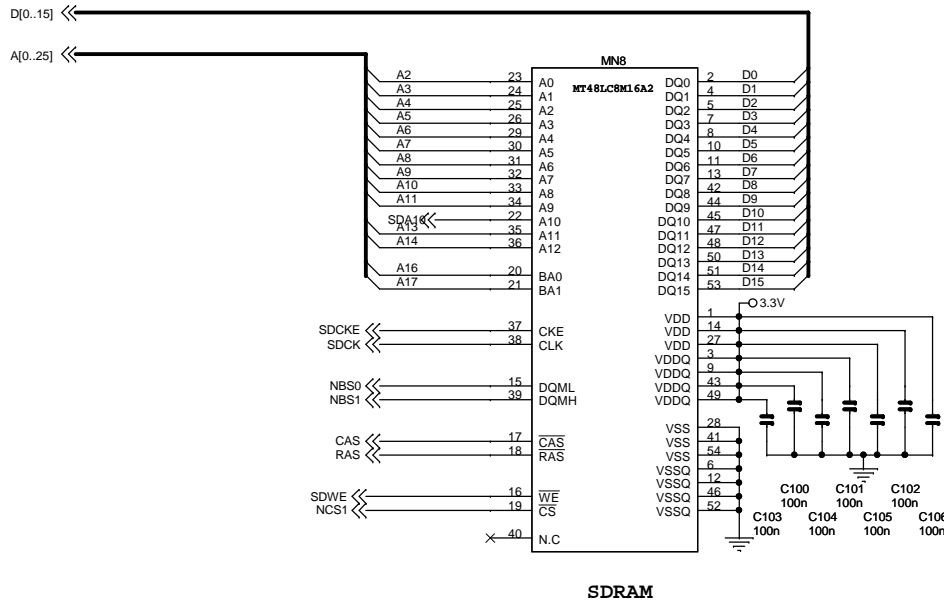 D[0..15]
A[0..25]
MN8
MT48LC8M16A2
A2 23 A0 DQ0 2 D0
A3 24 A1 DQ1 4 D1
A4 25 A2 DQ2 5 D2
A5 26 A3 DQ3 7 D3
A6 29 A4 DQ4 8 D4
A7 30 A5 DQ5 10 D5
A8 31 A6 DQ6 11 D6
A9 32 A7 DQ7 13 D7
A10 33 A8 DQ8 42 D8
A11 34 A9 DQ9 44 D9
SDA10 22 A10 DQ10 45 D10
A13 35 A11 DQ11 47 D11
A14 36 A12 DQ12 48 D12
DQ13 50 D13
A16 20 BA0 DQ14 51 D14
A17 21 BA1 DQ15 53 D15
3.3V
VDD 1
SDCKE 37 CKE VDD 14
SDCK 38 CLK VDD 27
VDDQ 3
VDDQ 9
NBS0 15 DQML VDDQ 43
NBS1 39 DQMH VDDQ 49
VSS 28
CAS 17 CAS VSS 41
RAS 18 RAS VSS 54
VSSQ 6
VSSQ 12
SDWE 16 WE VSSQ 46
NCS1 19 CS VSSQ 52
40 N.C
C100 C101 C102
100n 100n 100n
C103 C104 C105 C106
100n 100n 100n 100n
SDRAM